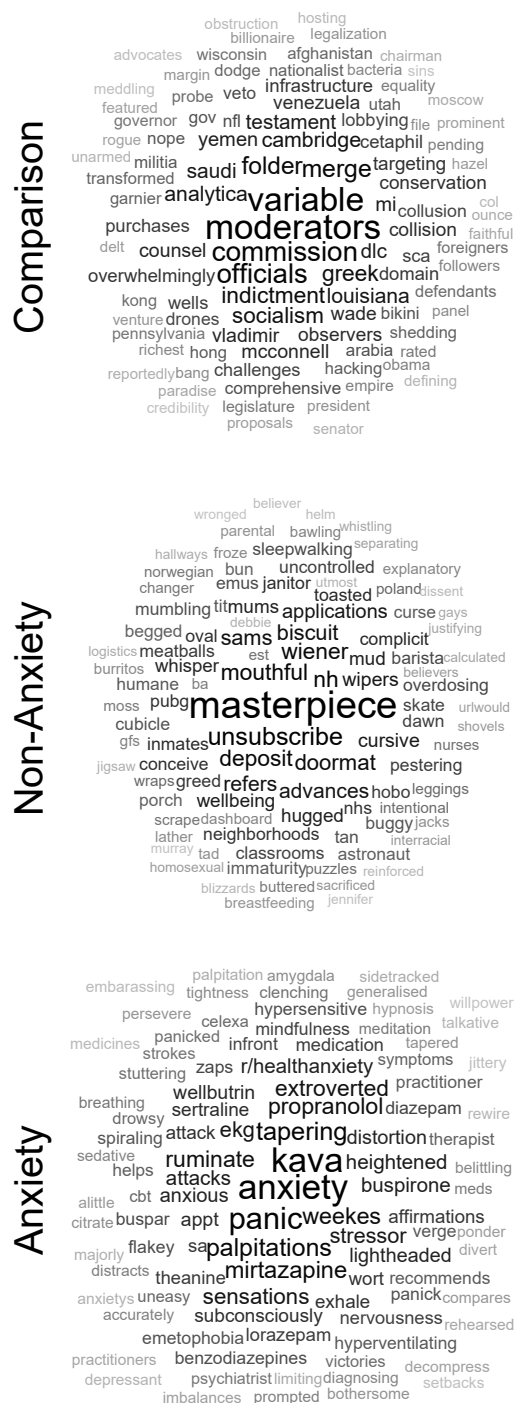 Comparison
obstruction hosting
billionaire legalization
advocates wisconsin afghanistan chairman
margin dodge nationalist bacteria sins
meddling probe veto infrastructure equality
featured venezuela utah moscow
governor gov nfl testament lobbying file prominent
rogue nope yemen cambridge cetaphil pending
unarmed militia saudi folder merge targeting hazel
transformed conservation
garnier analytica variable mi collusion col
ounce
purchases moderators collision faithful
delt counsel commission dlc sca foreigners
overwhelmingly officials greek domain followers
kong wells indictment louisiana defendants
venture drones socialism wade bikini panel
pennsylvania vladimir observers shedding
richest hong mcconnell arabia rated
reportedly bang challenges hacking obama
paradise comprehensive empire defining
credibility legislature president
proposals senator
Non-Anxiety
believer
wronged helm
parental bawling whistling
hallways froze sleepwalking separating
norwegian bun uncontrolled explanatory
changer emus janitor utmost poland dissent
toasted
mumbling tit mums applications curse gays
debbie justifying
begged oval sams biscuit complicit
logistics meatballs est wiener mud barista calculated
burritos whisper mouthful nh wipers believers
humane ba overdosing
moss pubg masterpiece skate urlwould
cubicle dawn shovels
gfs inmates unsubscribe cursive nurses
jigsaw conceive deposit doormat pestering
wraps greed refers advances hobo leggings
porch wellbeing nhs intentional
scrape dashboard hugged buggy jacks
lather neighborhoods tan interracial
murray tad classrooms astronaut
homosexual immaturity puzzles reinforced
blizzards buttered sacrificed
breastfeeding jennifer
Anxiety
palpitation amygdala sidetracked
embarassing tightness clenching generalised
persevere hypersensitive hypnosis willpower
celexa mindfulness meditation talkative
medicines panicked infront medication tapered
strokes
stuttering zaps r/healthanxiety symptoms jittery
wellbutrin extroverted practitioner
breathing sertraline propranolol diazepam rewire
drowsy
spiraling attack ekg tapering distortion therapist
sedative ruminate kava heightened belittling
helps attacks
cbt anxious anxiety buspirone meds
alittle
citrate buspar appt panic weekes affirmations
stressor verge ponder
majorly flakey sa palpitations lightheaded divert
distracts theanine mirtazapine wort recommends
anxietys uneasy sensations exhale panick compares
accurately subconsciously nervousness rehearsed
emetophobia lorazepam hyperventilating
practitioners benzodiazepines victories decompress
depressant psychiatrist limiting diagnosing setbacks
imbalances prompted bothersome